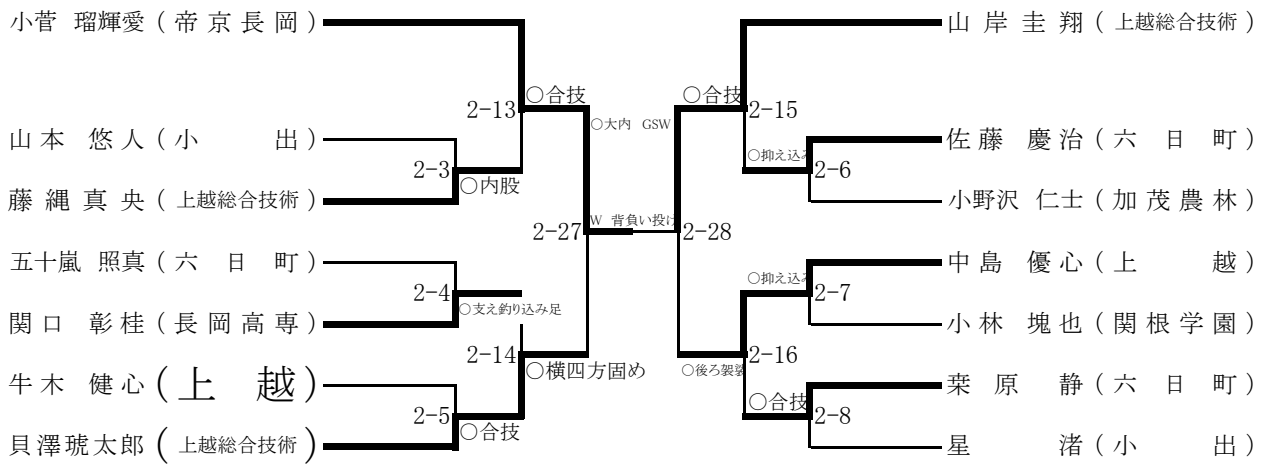 小菅 瑠輝愛（帝京長岡）
山岸圭翔（上越総合技術）
○合技
○合技
2-13
2-15
○大内 GSW
山本 悠人（小 出）
佐藤 慶治（六日町）
○抑え込み
2-3
2-6
○内股
藤縄真央（上越総合技術）
小野沢 仁士（加茂農林）
W 背負い投げ
2-27
2-28
五十嵐 照真（六日町）
中島 優心（上 越）
○抑え込み
2-4
2-7
○支え釣り込み足
関口 彰桂（長岡高専）
小林 塊也（関根学園）
2-14
2-16
○横四方固め
○後ろ袈裟
牛木 健心（上 越）
桒原 静（六日町）
○合技
2-5
2-8
○合技
貝澤琥太郎（上越総合技術）
星 渚（小 出）